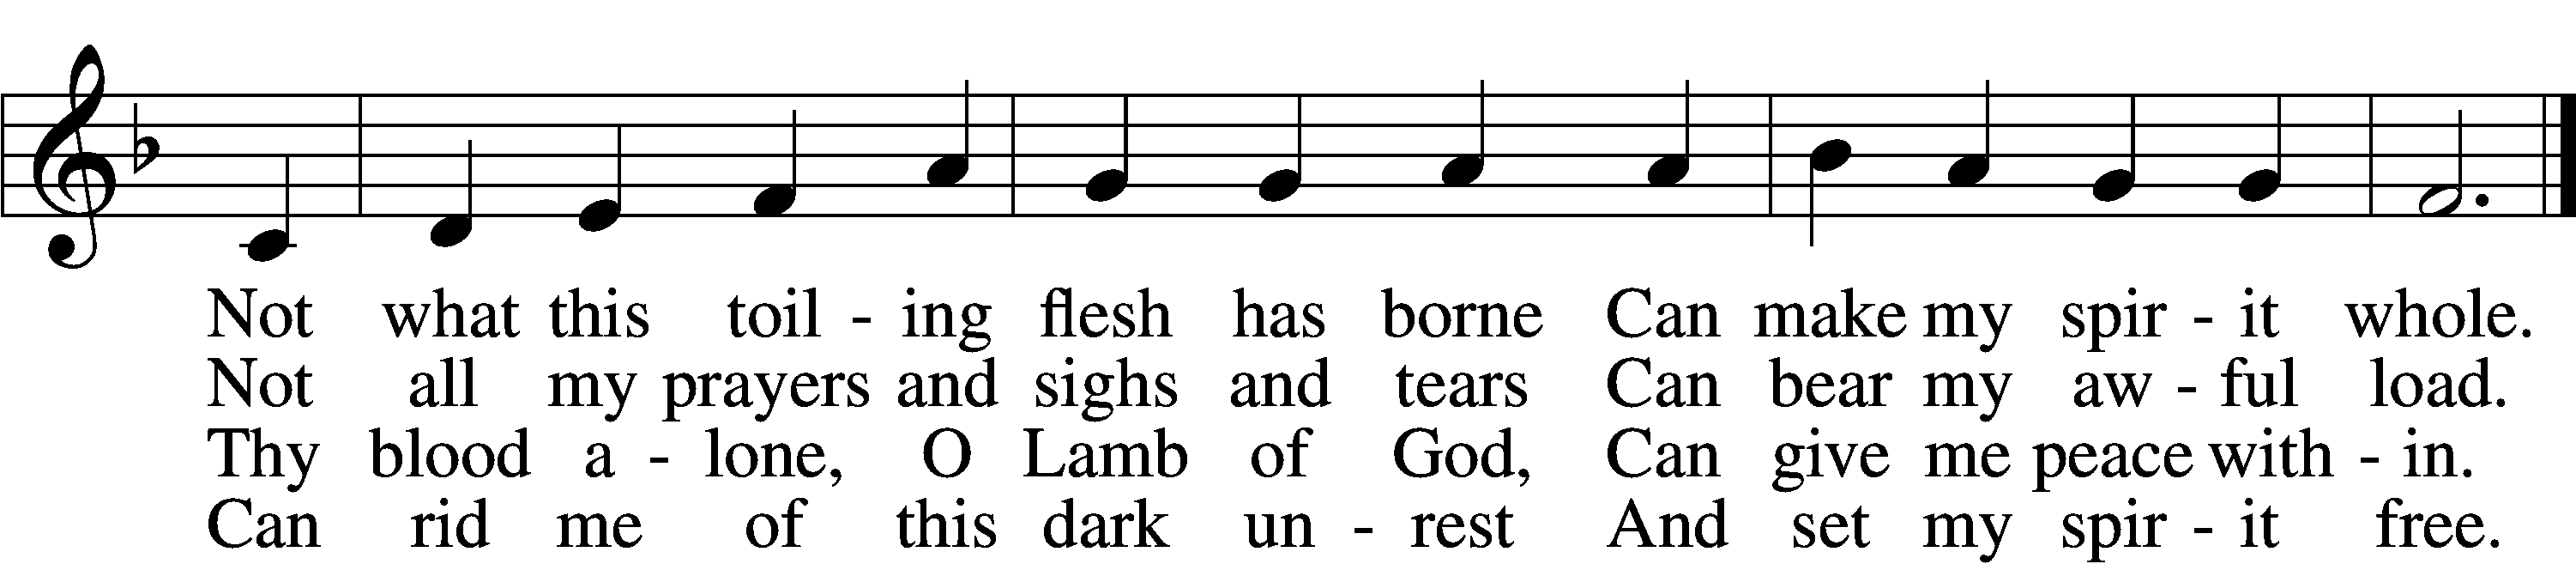 Not what this toil - ing flesh has borne Can make my spir - it whole.
Not all my prayers and sighs and tears Can bear my aw - ful load.
Thy blood a - lone, O Lamb of God, Can give me peace with - in.
Can rid me of this dark un - rest And set my spir - it free.